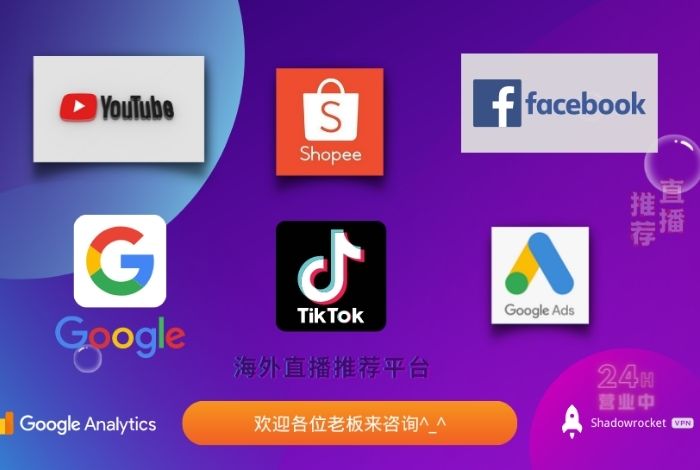 YouTube
Shopee
facebook
直播
推荐
Google
TikTok
Google Ads
海外直播推荐平台
24H
营业中
Google Analytics
欢迎各位老板来咨询^_^
Shadowrocket VPN